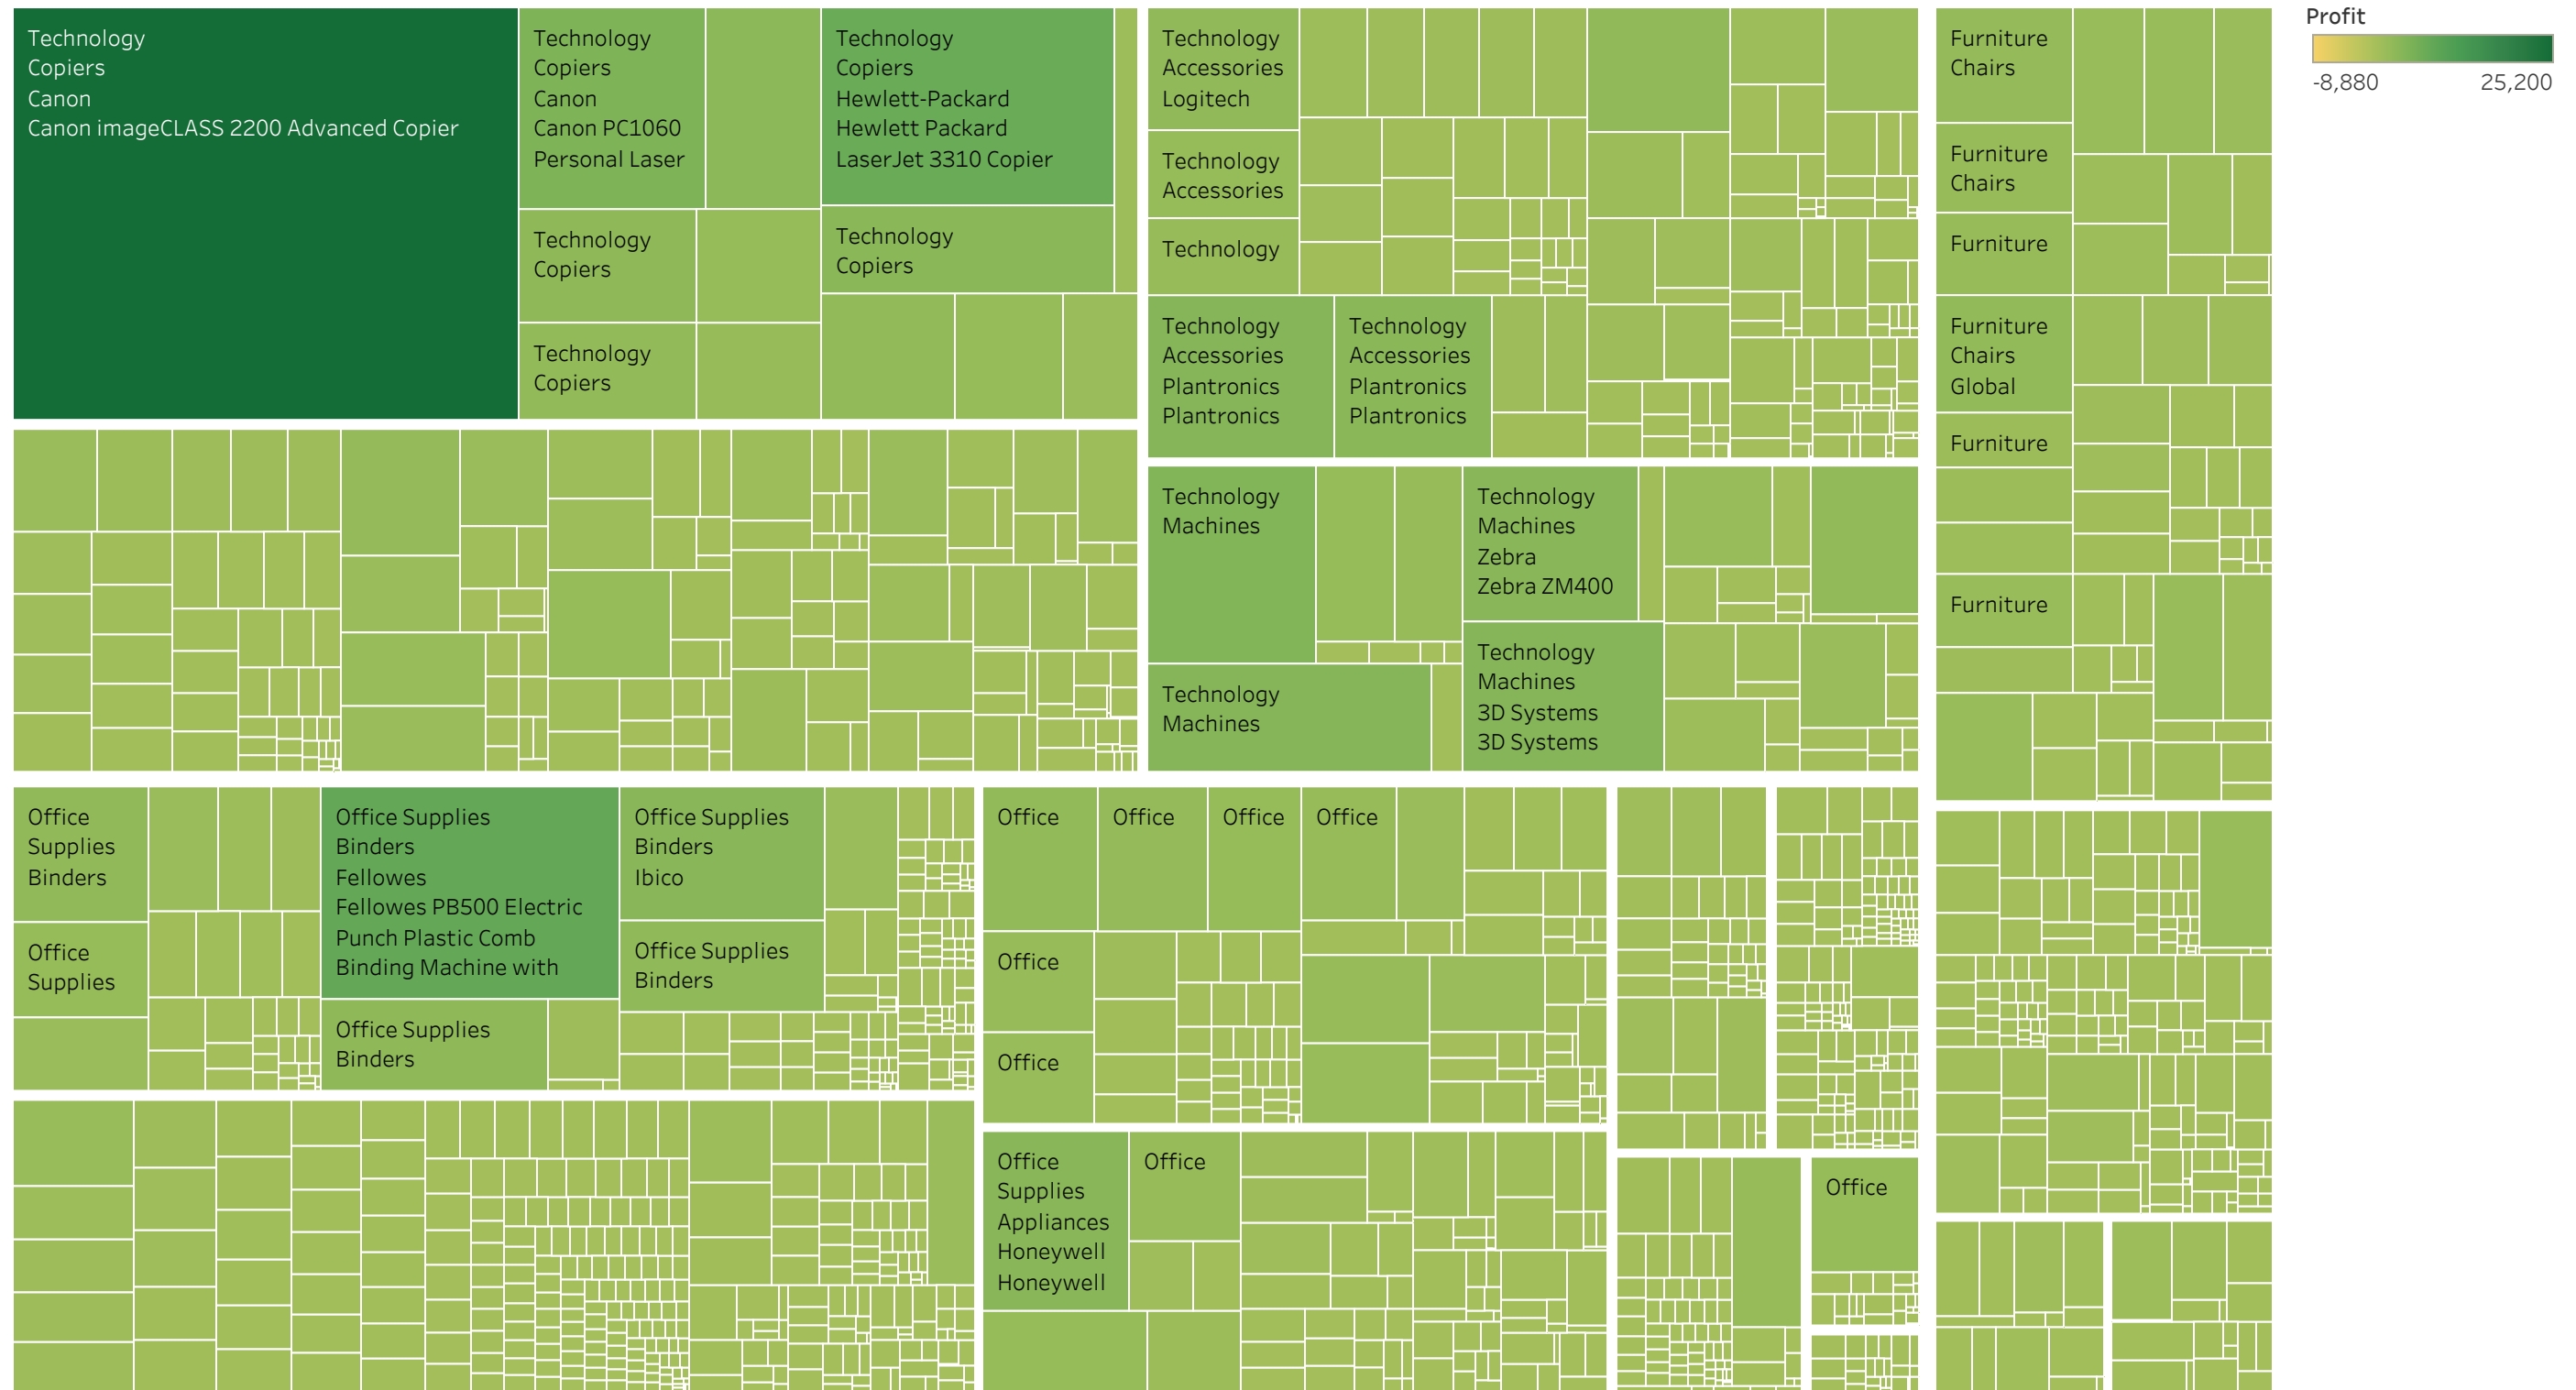 Technology
Copiers
Canon
Canon imageCLASS 2200 Advanced Copier
Technology
Copiers
Canon
Canon PC1060
Personal Laser
Technology
Copiers
Hewlett-Packard
Hewlett Packard
LaserJet 3310 Copier
Technology
Copiers
Technology
Copiers
Technology
Copiers
Technology
Accessories
Logitech
Technology
Accessories
Technology
Technology
Accessories
Plantronics
Plantronics
Technology
Accessories
Plantronics
Plantronics
Technology
Machines
Technology
Machines
Zebra
Zebra ZM400
Technology
Machines
Technology
Machines
3D Systems
3D Systems
Furniture
Chairs
Furniture
Chairs
Furniture
Furniture
Chairs
Global
Furniture
Furniture
Profit
-8,880
25,200
Office
Supplies
Binders
Office
Supplies
Office Supplies
Binders
Fellowes
Fellowes PB500 Electric
Punch Plastic Comb
Binding Machine with
Office Supplies
Binders
Office Supplies
Binders
Ibico
Office Supplies
Binders
Office
Office
Office
Office
Office
Office
Office
Supplies
Appliances
Honeywell
Honeywell
Office
Office